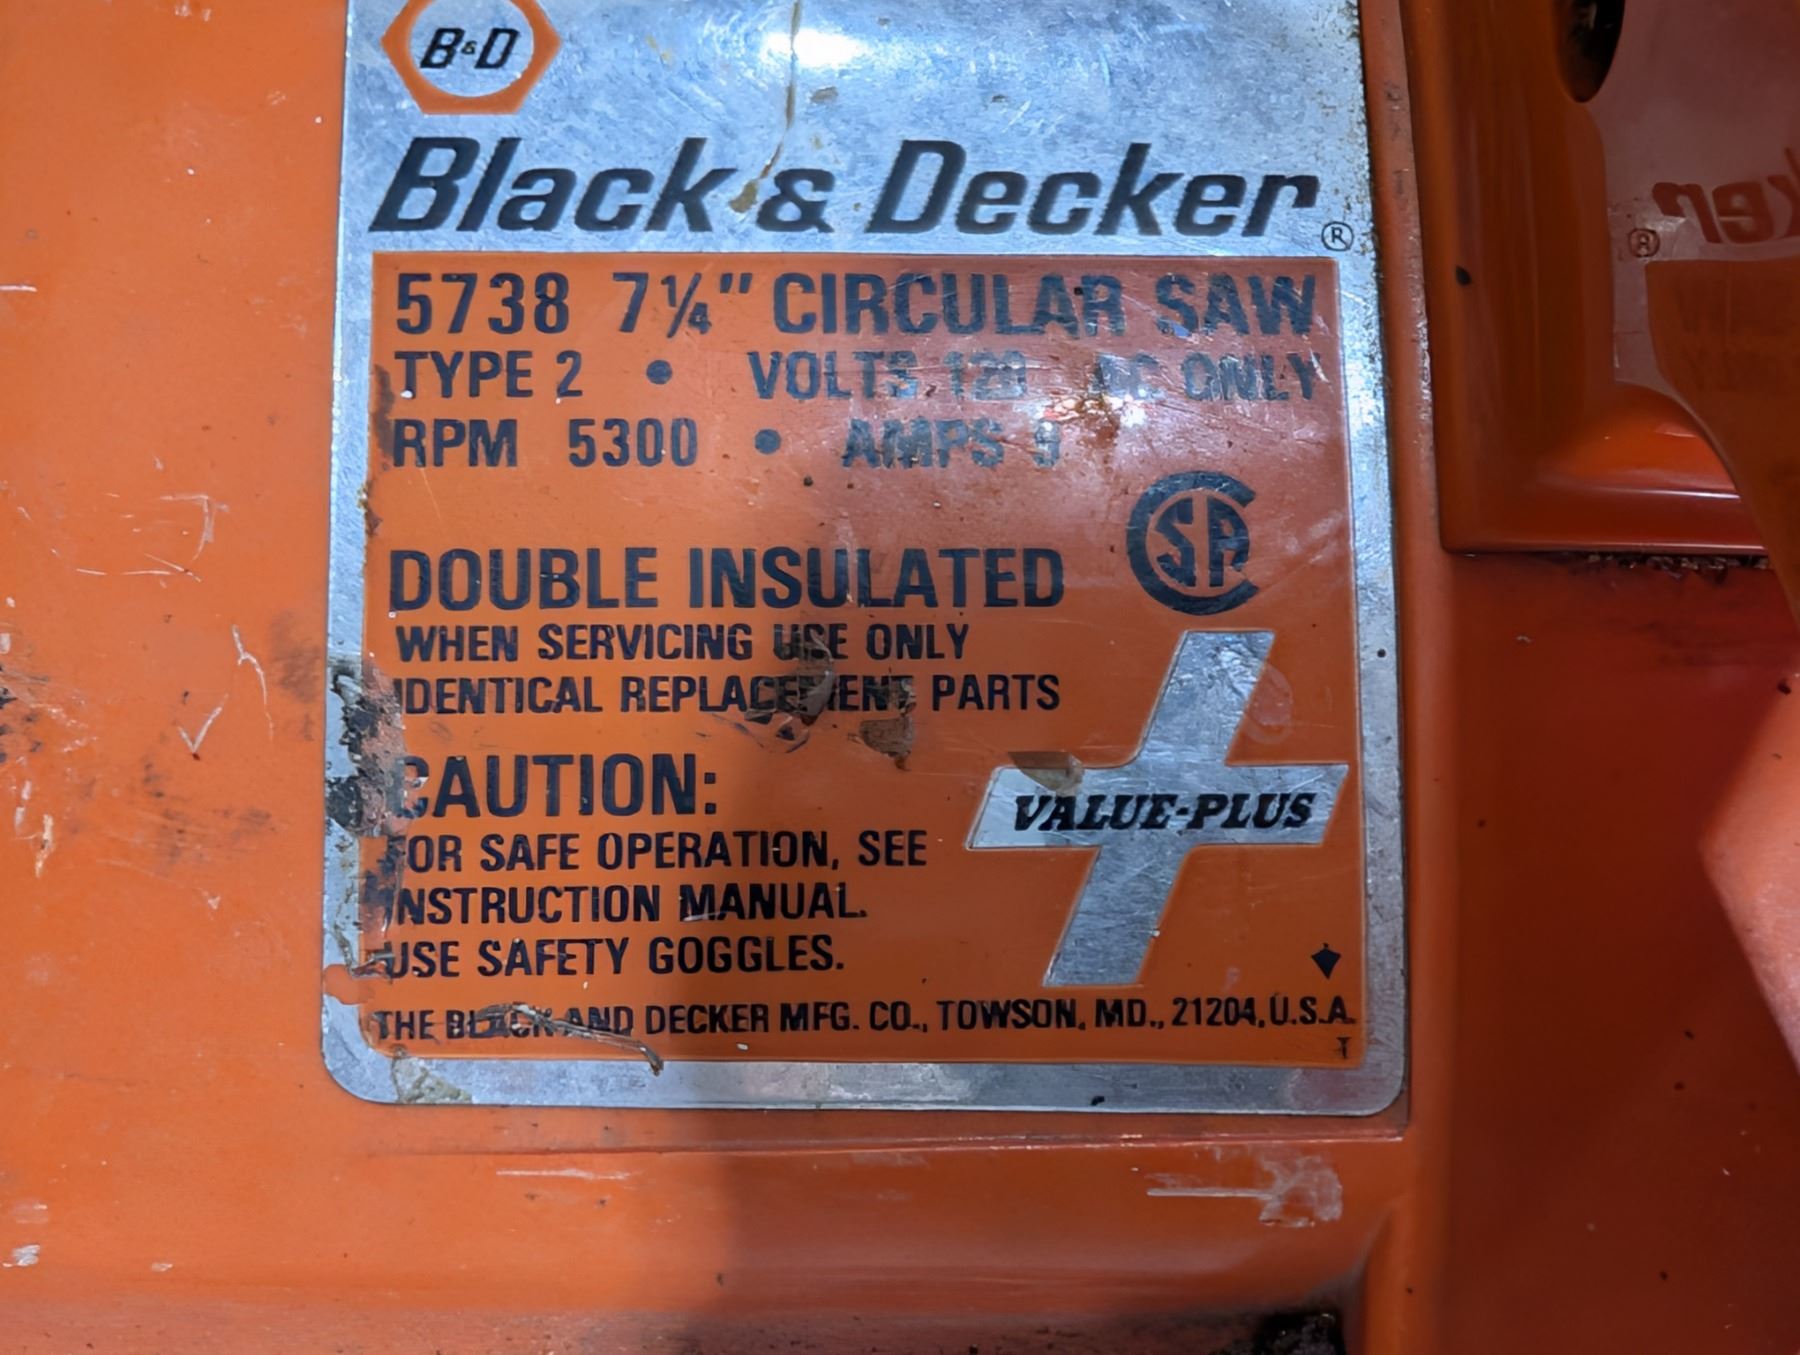 B&D
Black & Decker®
5738 7¼" CIRCULAR SAW
TYPE 2 • VOLTS 120 AC ONLY
RPM 5300 • AMPS 9
CSA
DOUBLE INSULATED
WHEN SERVICING USE ONLY
IDENTICAL REPLACEMENT PARTS
CAUTION:
FOR SAFE OPERATION, SEE
INSTRUCTION MANUAL.
USE SAFETY GOGGLES.
VALUE-PLUS
THE BLACK AND DECKER MFG. CO., TOWSON, MD., 21204, U.S.A.